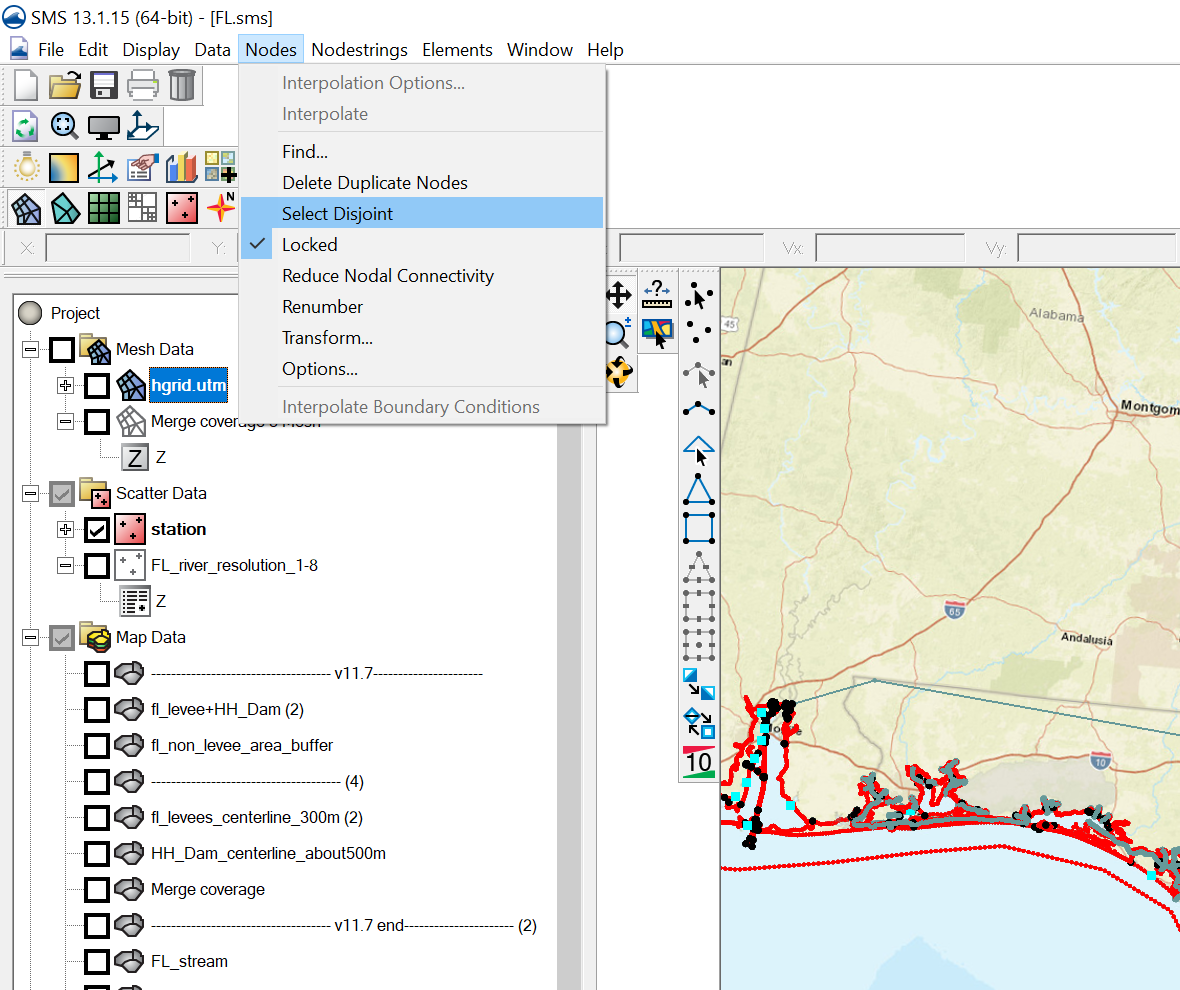 SMS 13.1.15 (64-bit) - [FL.sms]
File Edit Display Data Nodes Nodestrings Elements Window Help
Interpolation Options...
Interpolate
Find...
Delete Duplicate Nodes
Select Disjoint
Locked
Reduce Nodal Connectivity
Renumber
Transform...
Options...
Interpolate Boundary Conditions
N
X:
Y:
Vx:
Vy:
Project
Mesh Data
hgrid.utm
Merge coverage
Z Z
Scatter Data
station
FL_river_resolution_1-8
Z
Map Data
------------------------------------ v11.7----------------------
fl_levee+HH_Dam (2)
fl_non_levee_area_buffer
-------------------------------------- (4)
fl_levees_centerline_300m (2)
HH_Dam_centerline_about500m
Merge coverage
------------------------------------ v11.7 end---------------------- (2)
FL_stream
?
10
45
Alabama
Montgom
65
Andalusia
10